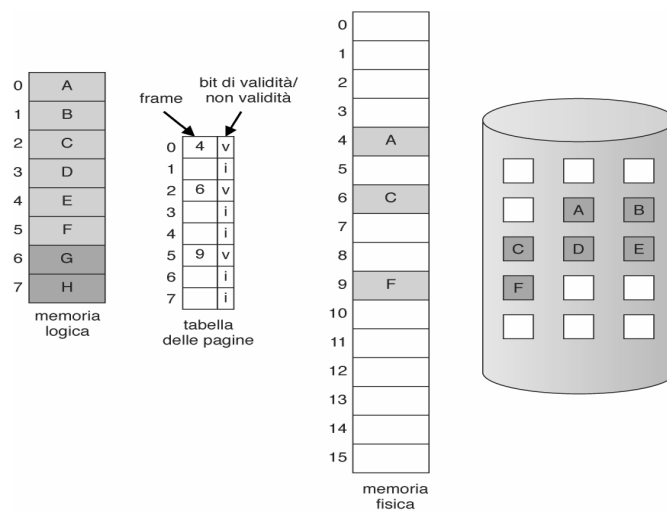 0 A
1 B
2 C
3 D
4 E
5 F
6 G
7 H
memoria
logica
frame
bit di validità/
non validità
0 4 v
1 i
2 6 v
3 i
4 i
5 9 v
6 i
7 i
tabella
delle pagine
0
1
2
3
4 A
5
6 C
7
8
9 F
10
11
12
13
14
15
memoria
fisica
A B
C D E
F